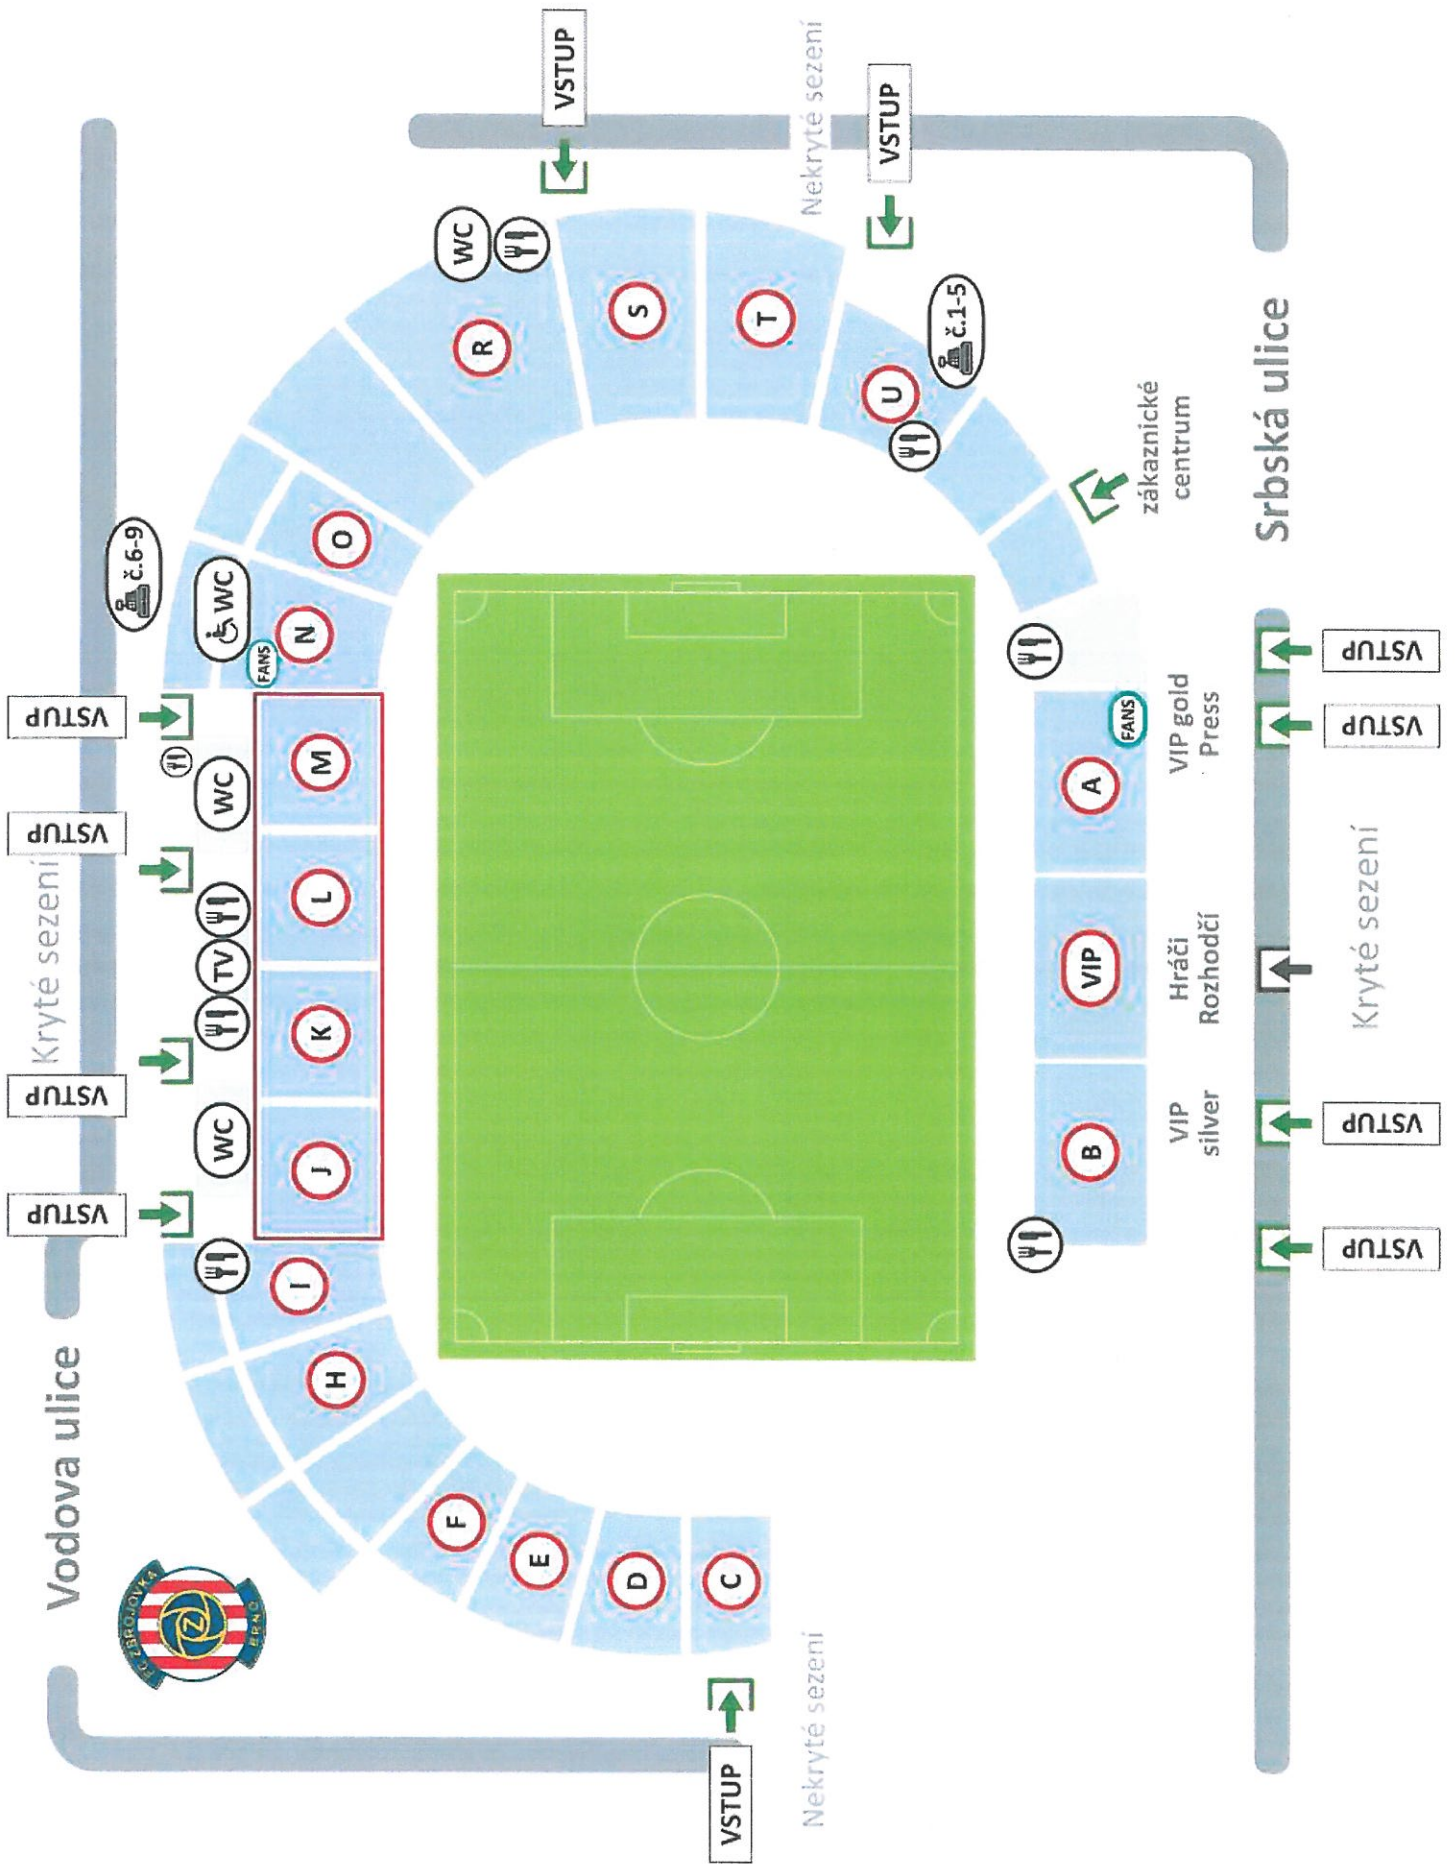 Vodova ulice
Kryté sezení
VSTUP
VSTUP
VSTUP
VSTUP
FC ZBROJOVKA
Z
BRNO
č.6-9
WC
TV
WC
WC
FANS
H
I
J
K
L
M
N
O
F
E
D
C
R
WC
S
T
U
VSTUP
VSTUP
VSTUP
Nekryté sezení
Nekryté sezení
č.1-5
B
VIP
A
FANS
VIP
silver
Hráči
Rozhodčí
VIP gold
Press
zákaznické
centrum
Srbská ulice
Kryté sezení
VSTUP
VSTUP
VSTUP
VSTUP